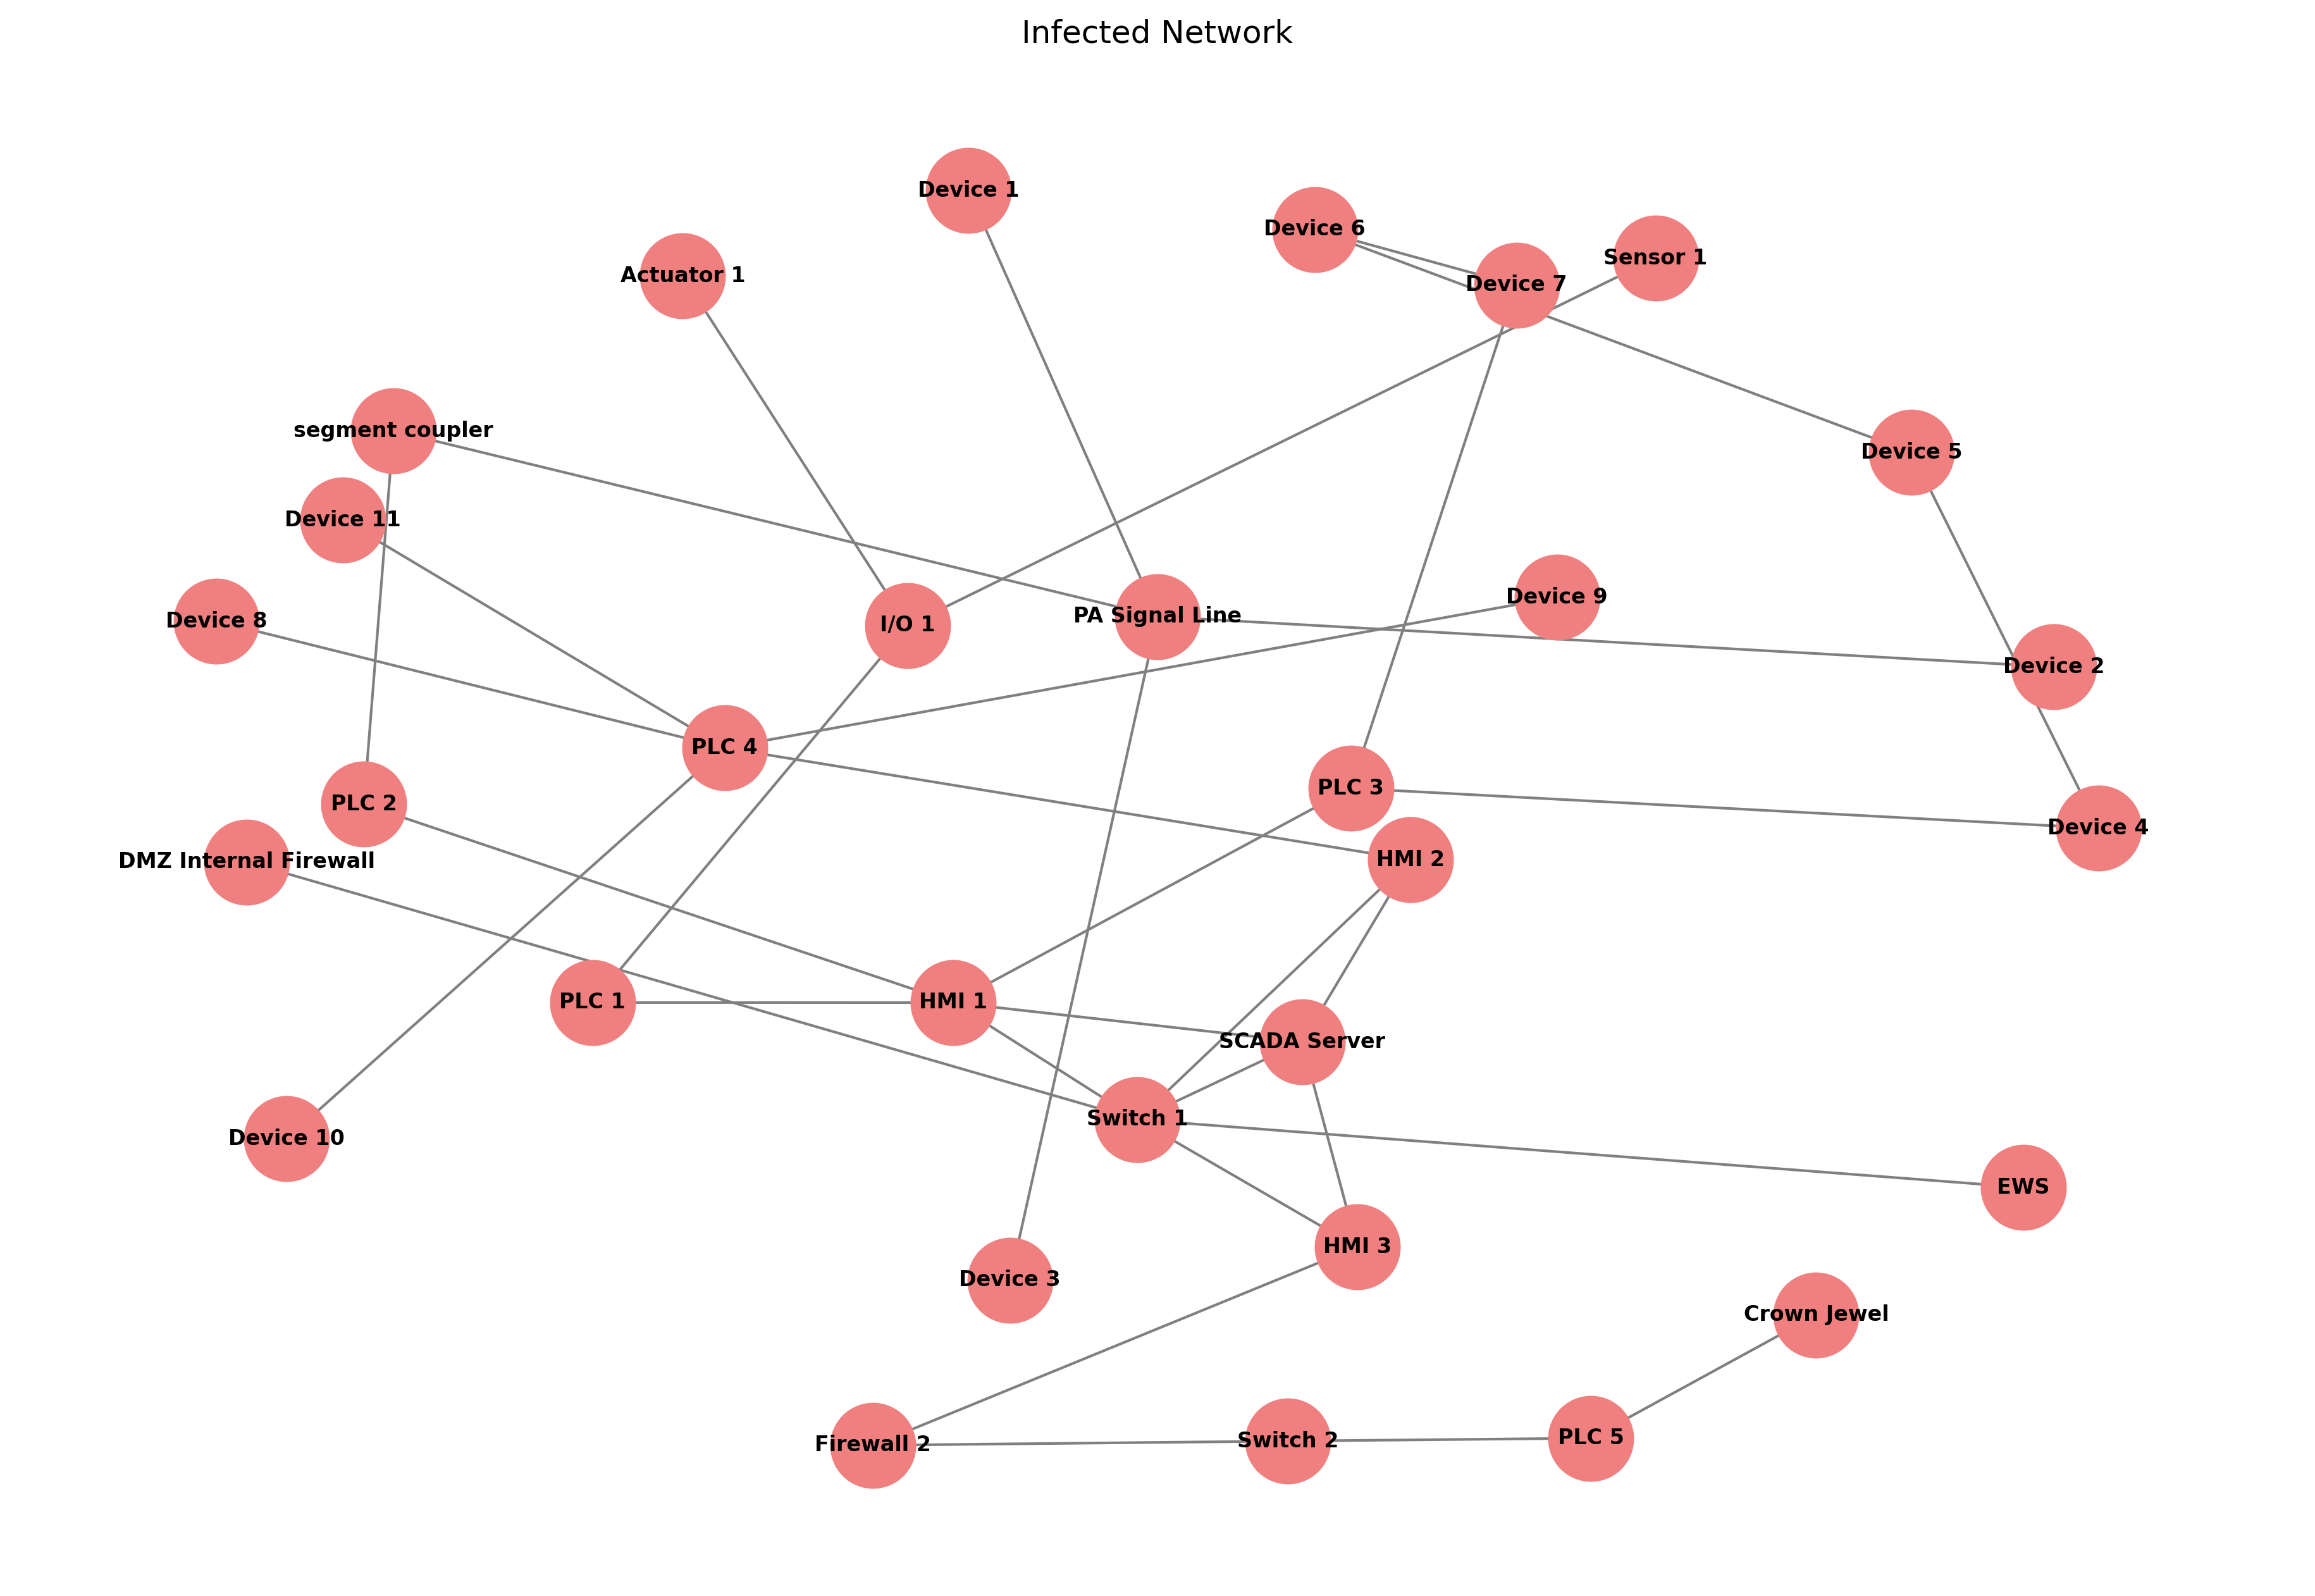 Infected Network
Device 1
Device 6
Sensor 1
Actuator 1
Device 7
segment coupler
Device 5
Device 11
Device 9
PA Signal Line
Device 8
I/O 1
Device 2
PLC 4
PLC 3
PLC 2
Device 4
HMI 2
DMZ Internal Firewall
PLC 1
HMI 1
SCADA Server
Switch 1
Device 10
EWS
HMI 3
Device 3
Crown Jewel
PLC 5
Switch 2
Firewall 2